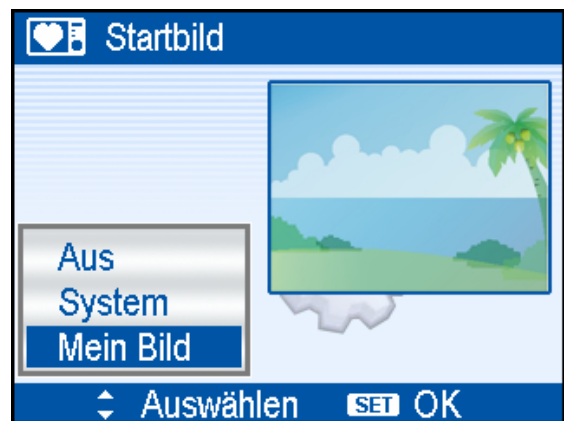 Startbild
Aus
System
Mein Bild
Auswählen SET OK